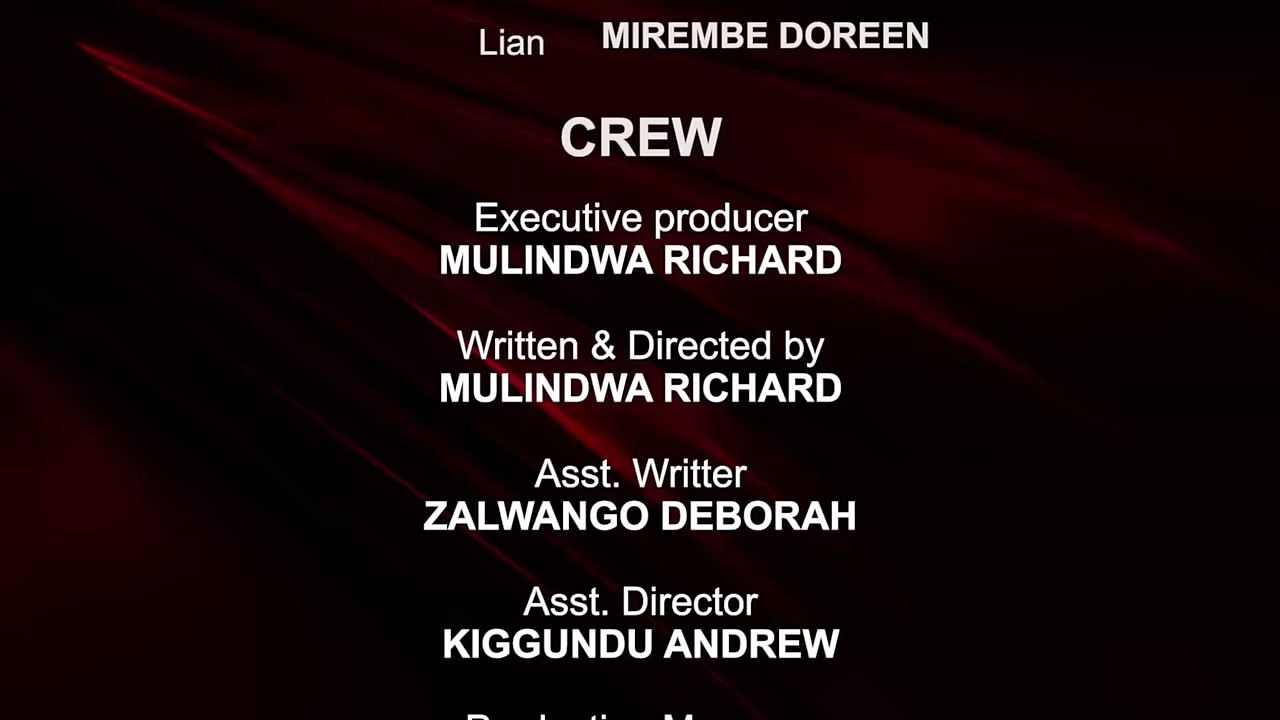 Lian MIREMBE DOREEN
CREW
Executive producer
MULINDWA RICHARD
Written & Directed by
MULINDWA RICHARD
Asst. Writter
ZALWANGO DEBORAH
Asst. Director
KIGGUNDU ANDREW